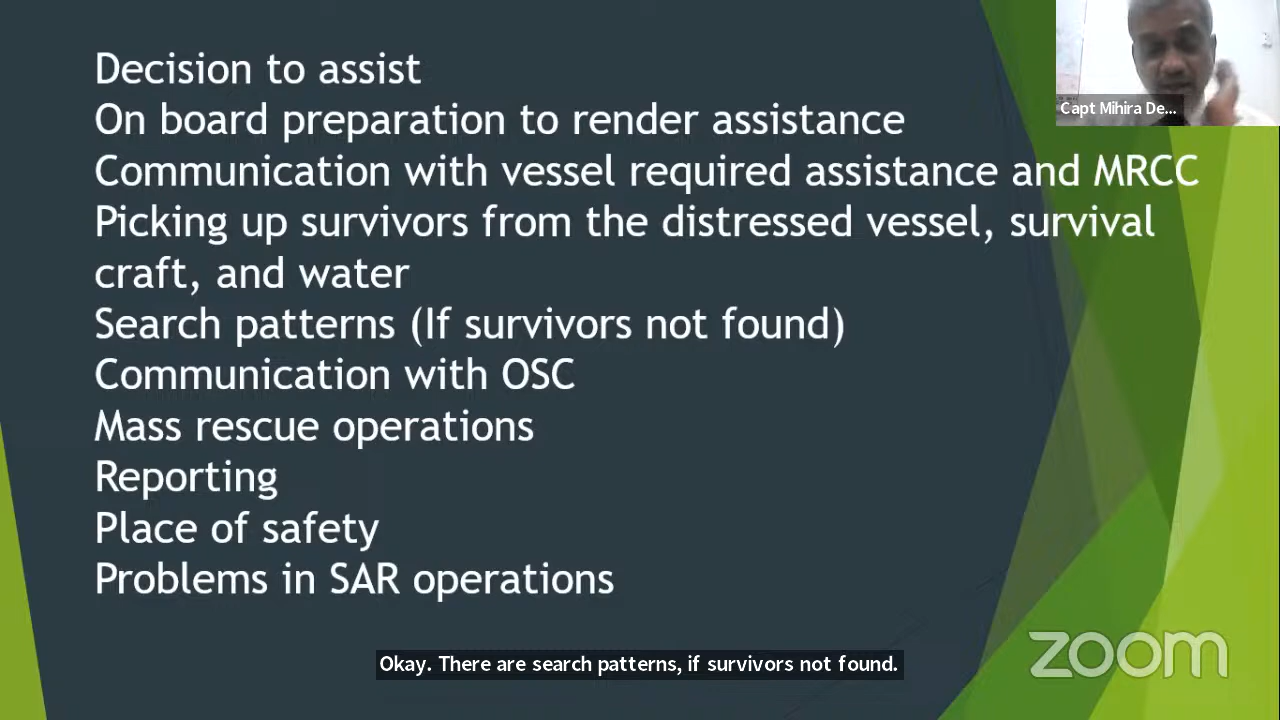 Decision to assist
On board preparation to render assistance
Communication with vessel required assistance and MRCC
Picking up survivors from the distressed vessel, survival
craft, and water
Search patterns (If survivors not found)
Communication with OSC
Mass rescue operations
Reporting
Place of safety
Problems in SAR operations
Capt Mihira De...
Okay. There are search patterns, if survivors not found.
zoom